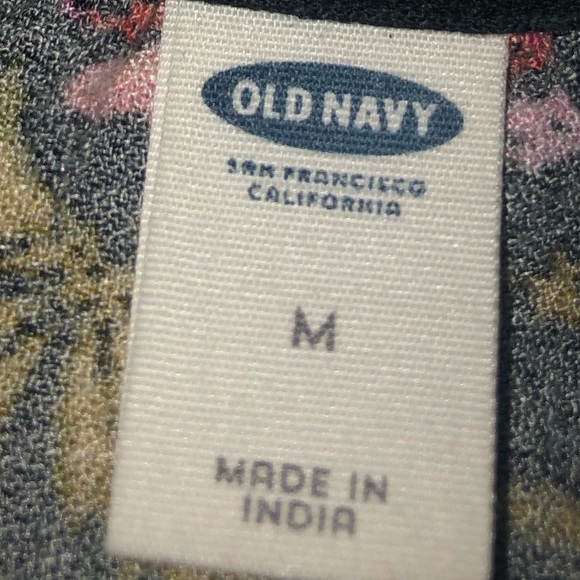 OLD NAVY
SAN FRANCISCO
CALIFORNIA
M
MADE IN
INDIA